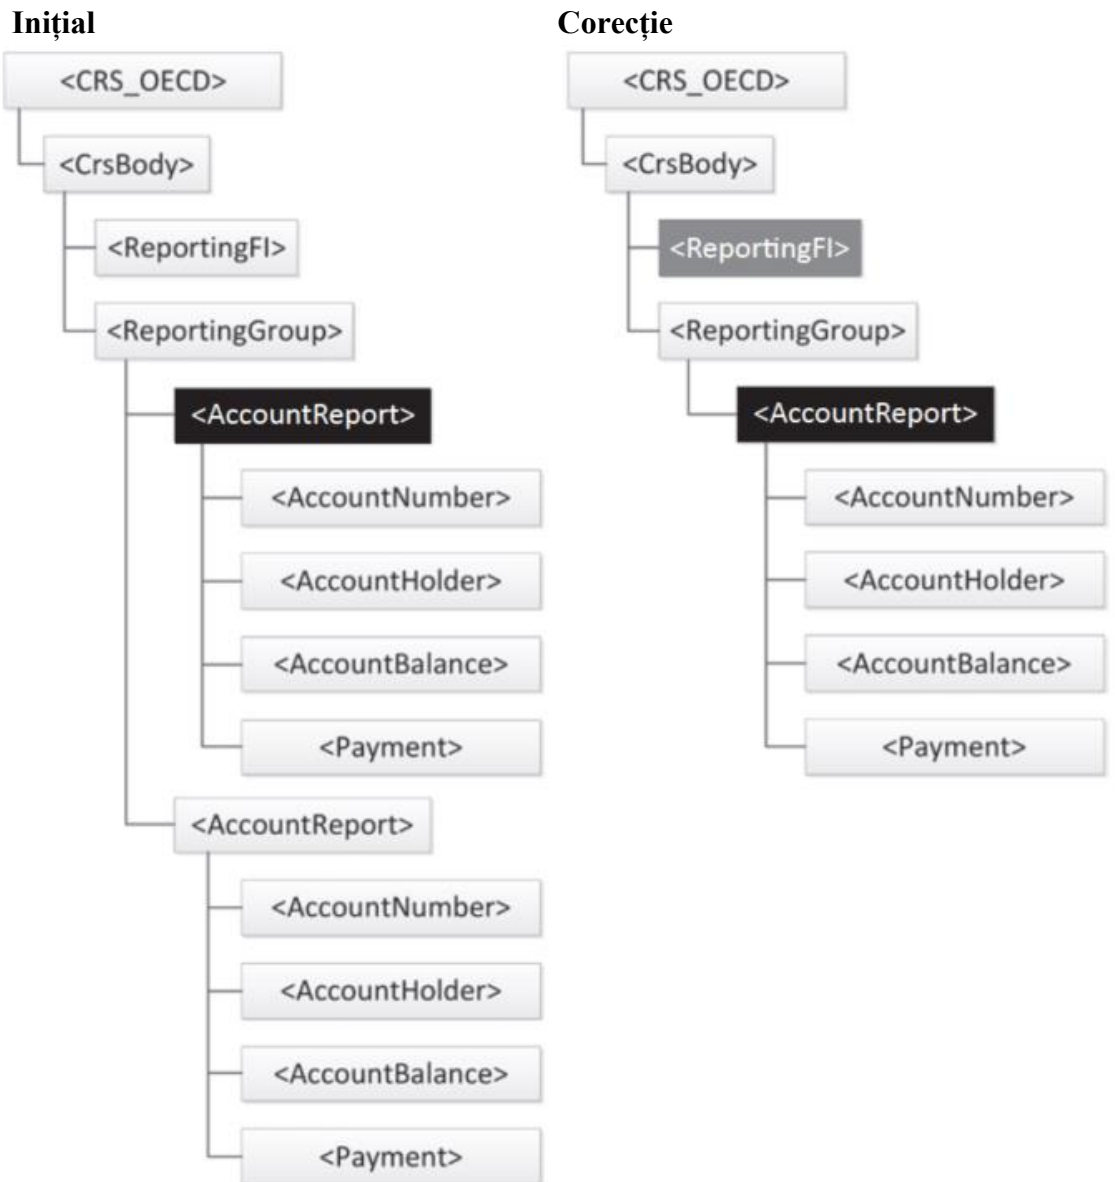 Inițial
<CRS_OECD>
<CrsBody>
<ReportingFI>
<ReportingGroup>
<AccountReport>
<AccountNumber>
<AccountHolder>
<AccountBalance>
<Payment>
<AccountReport>
<AccountNumber>
<AccountHolder>
<AccountBalance>
<Payment>
Corecție
<CRS_OECD>
<CrsBody>
<ReportingFI>
<ReportingGroup>
<AccountReport>
<AccountNumber>
<AccountHolder>
<AccountBalance>
<Payment>